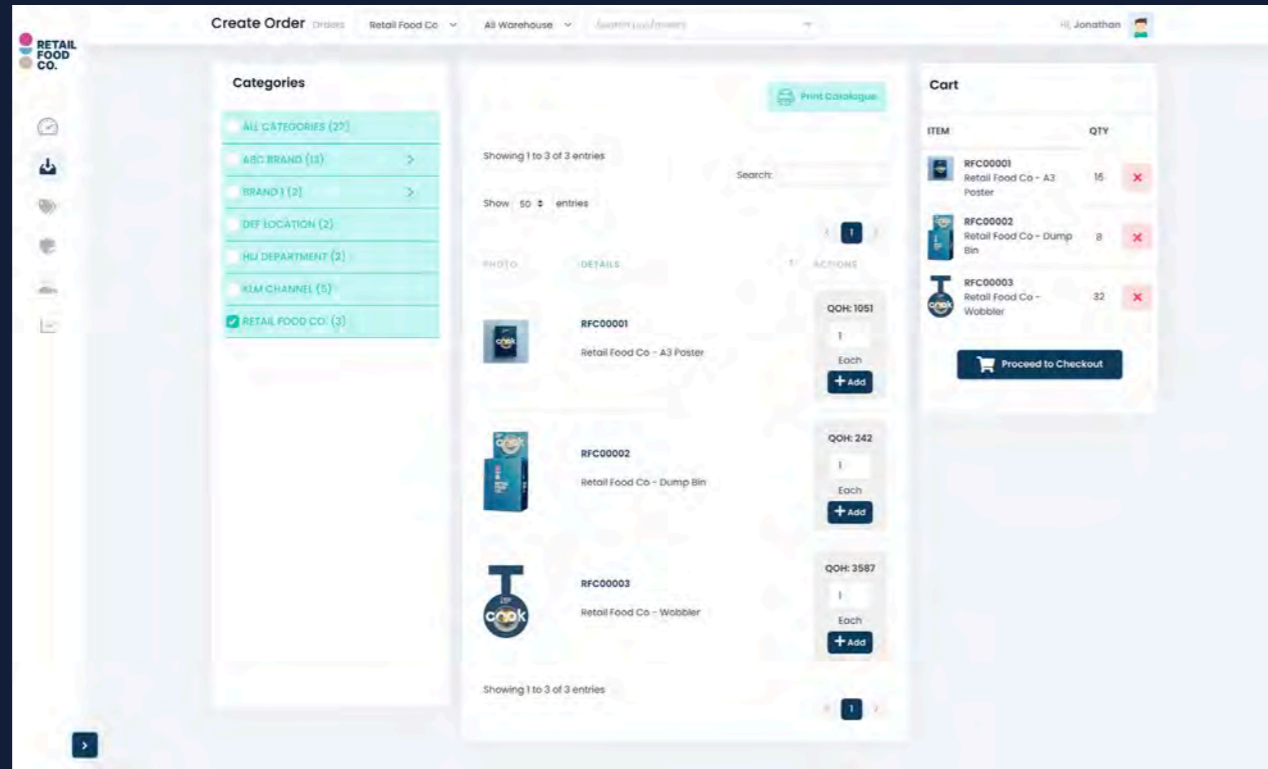 Create Order Orders Retail Food Co All Warehouse
Hi, Jonathan
RETAIL
FOOD
CO.
Categories
ALL CATEGORIES (27)
ABC BRAND (13)
BRAND 1 (2)
DEF LOCATION (2)
HIJ DEPARTMENT (2)
KLM CHANNEL (5)
RETAIL FOOD CO. (3)
Print Catalogue
Showing 1 to 3 of 3 entries
Search:
Show 50 entries
1
PHOTO DETAILS ACTIONS
RFC00001
Retail Food Co - A3 Poster
QOH: 1051
1
Each
+ Add
cook
RFC00002
Retail Food Co - Dump Bin
QOH: 242
1
Each
+ Add
cook
RFC00003
Retail Food Co - Wobbler
QOH: 3587
1
Each
+ Add
cook
Showing 1 to 3 of 3 entries
1
Cart
ITEM QTY
RFC00001
Retail Food Co - A3
Poster
16
RFC00002
Retail Food Co - Dump
Bin
8
RFC00003
Retail Food Co -
Wobbler
32
Proceed to Checkout